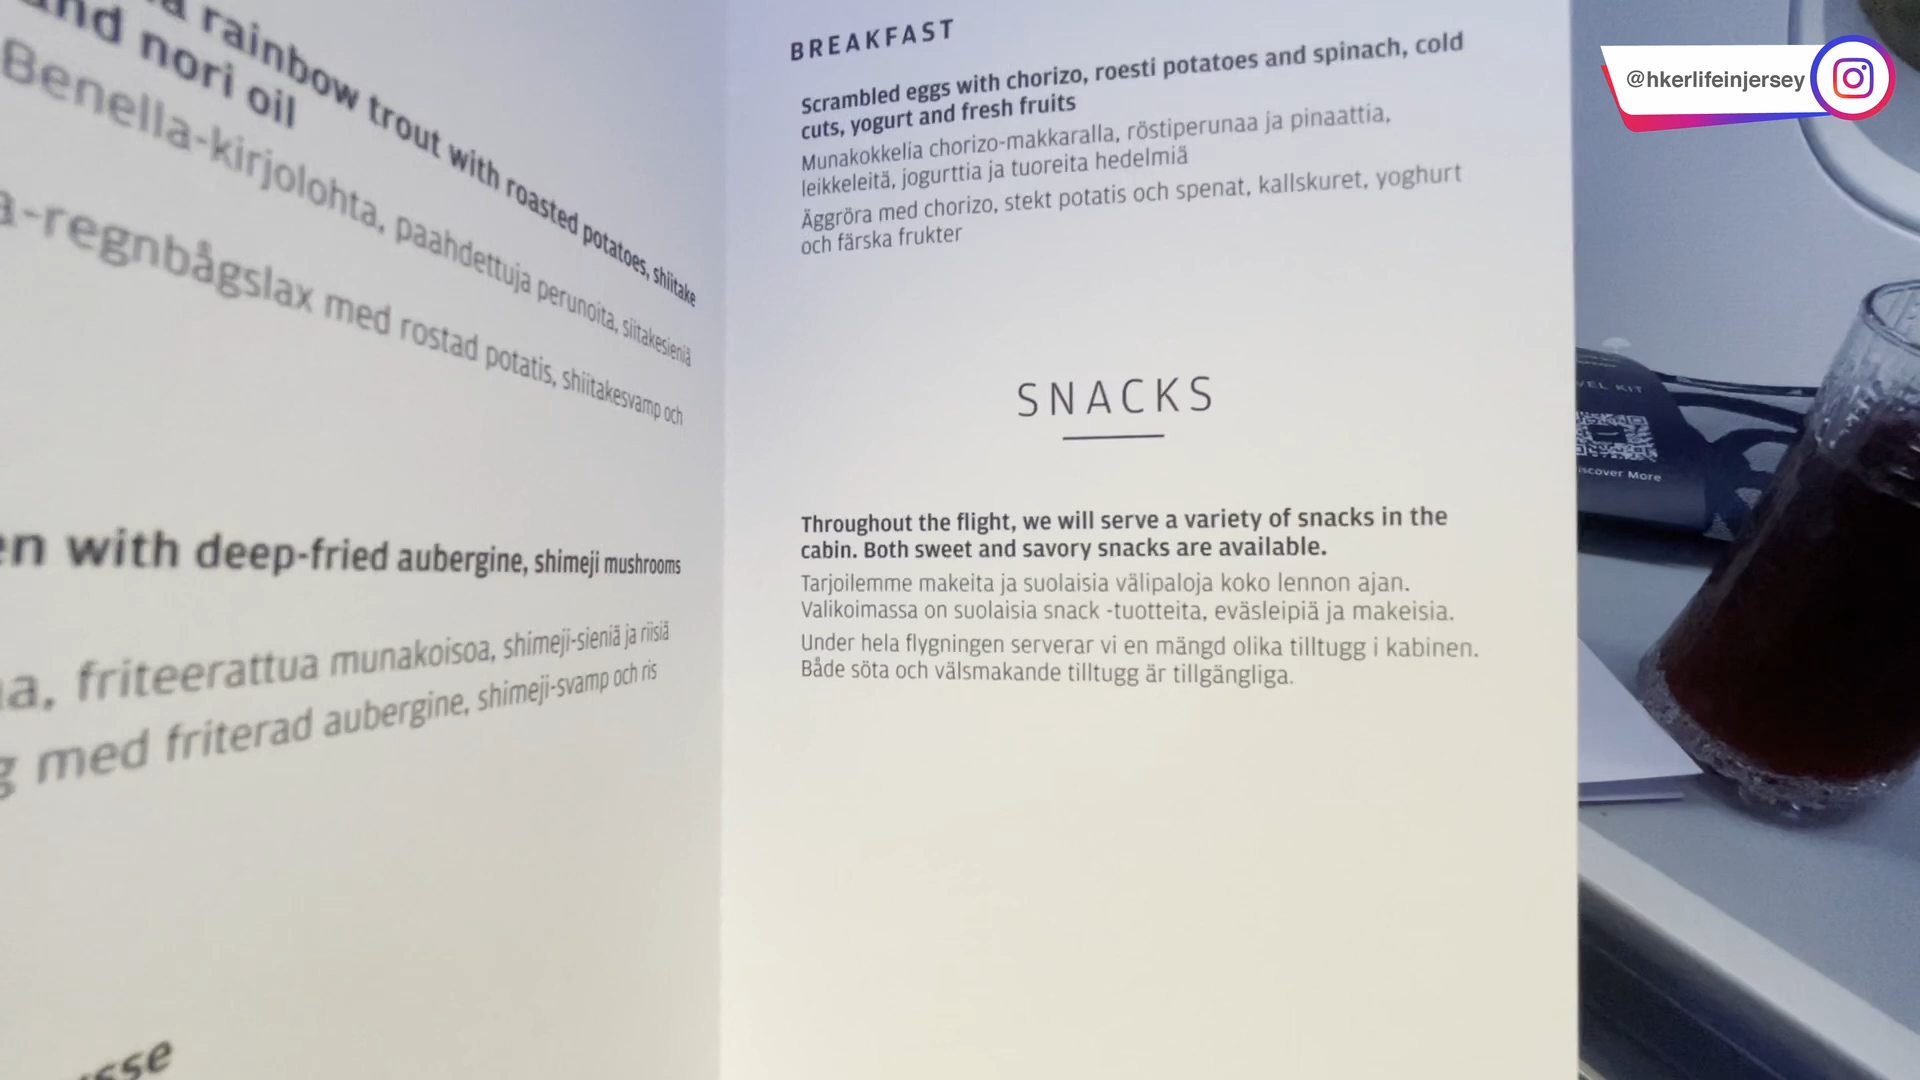 rainbow trout with roasted potatoes, shiitake
and nori oil
Benella-kirjolohta, paahdettuja perunoita, siitakesieniä
-regnbågslax med rostad potatis, shiitakesvamp och
with deep-fried aubergine, shimeji mushrooms
friteerattua munakoisoa, shimeji-sieniä ja riisiä
med friterad aubergine, shimeji-svamp och ris
BREAKFAST
Scrambled eggs with chorizo, roesti potatoes and spinach, cold
cuts, yogurt and fresh fruits
Munakokkelia chorizo-makkaralla, röstiperunaa ja pinaattia,
leikkeleitä, jogurttia ja tuoreita hedelmiä
Äggröra med chorizo, stekt potatis och spenat, kallskuret, yoghurt
och färska frukter
SNACKS
Throughout the flight, we will serve a variety of snacks in the
cabin. Both sweet and savory snacks are available.
Tarjoilemme makeita ja suolaisia välipaloja koko lennon ajan.
Valikoimassa on suolaisia snack -tuotteita, eväsleipiä ja makeisia.
Under hela flygningen serverar vi en mängd olika tilltugg i kabinen.
Både söta och välsmakande tilltugg är tillgängliga.
@hkerlifeinjersey
VEL KIT
iscover More